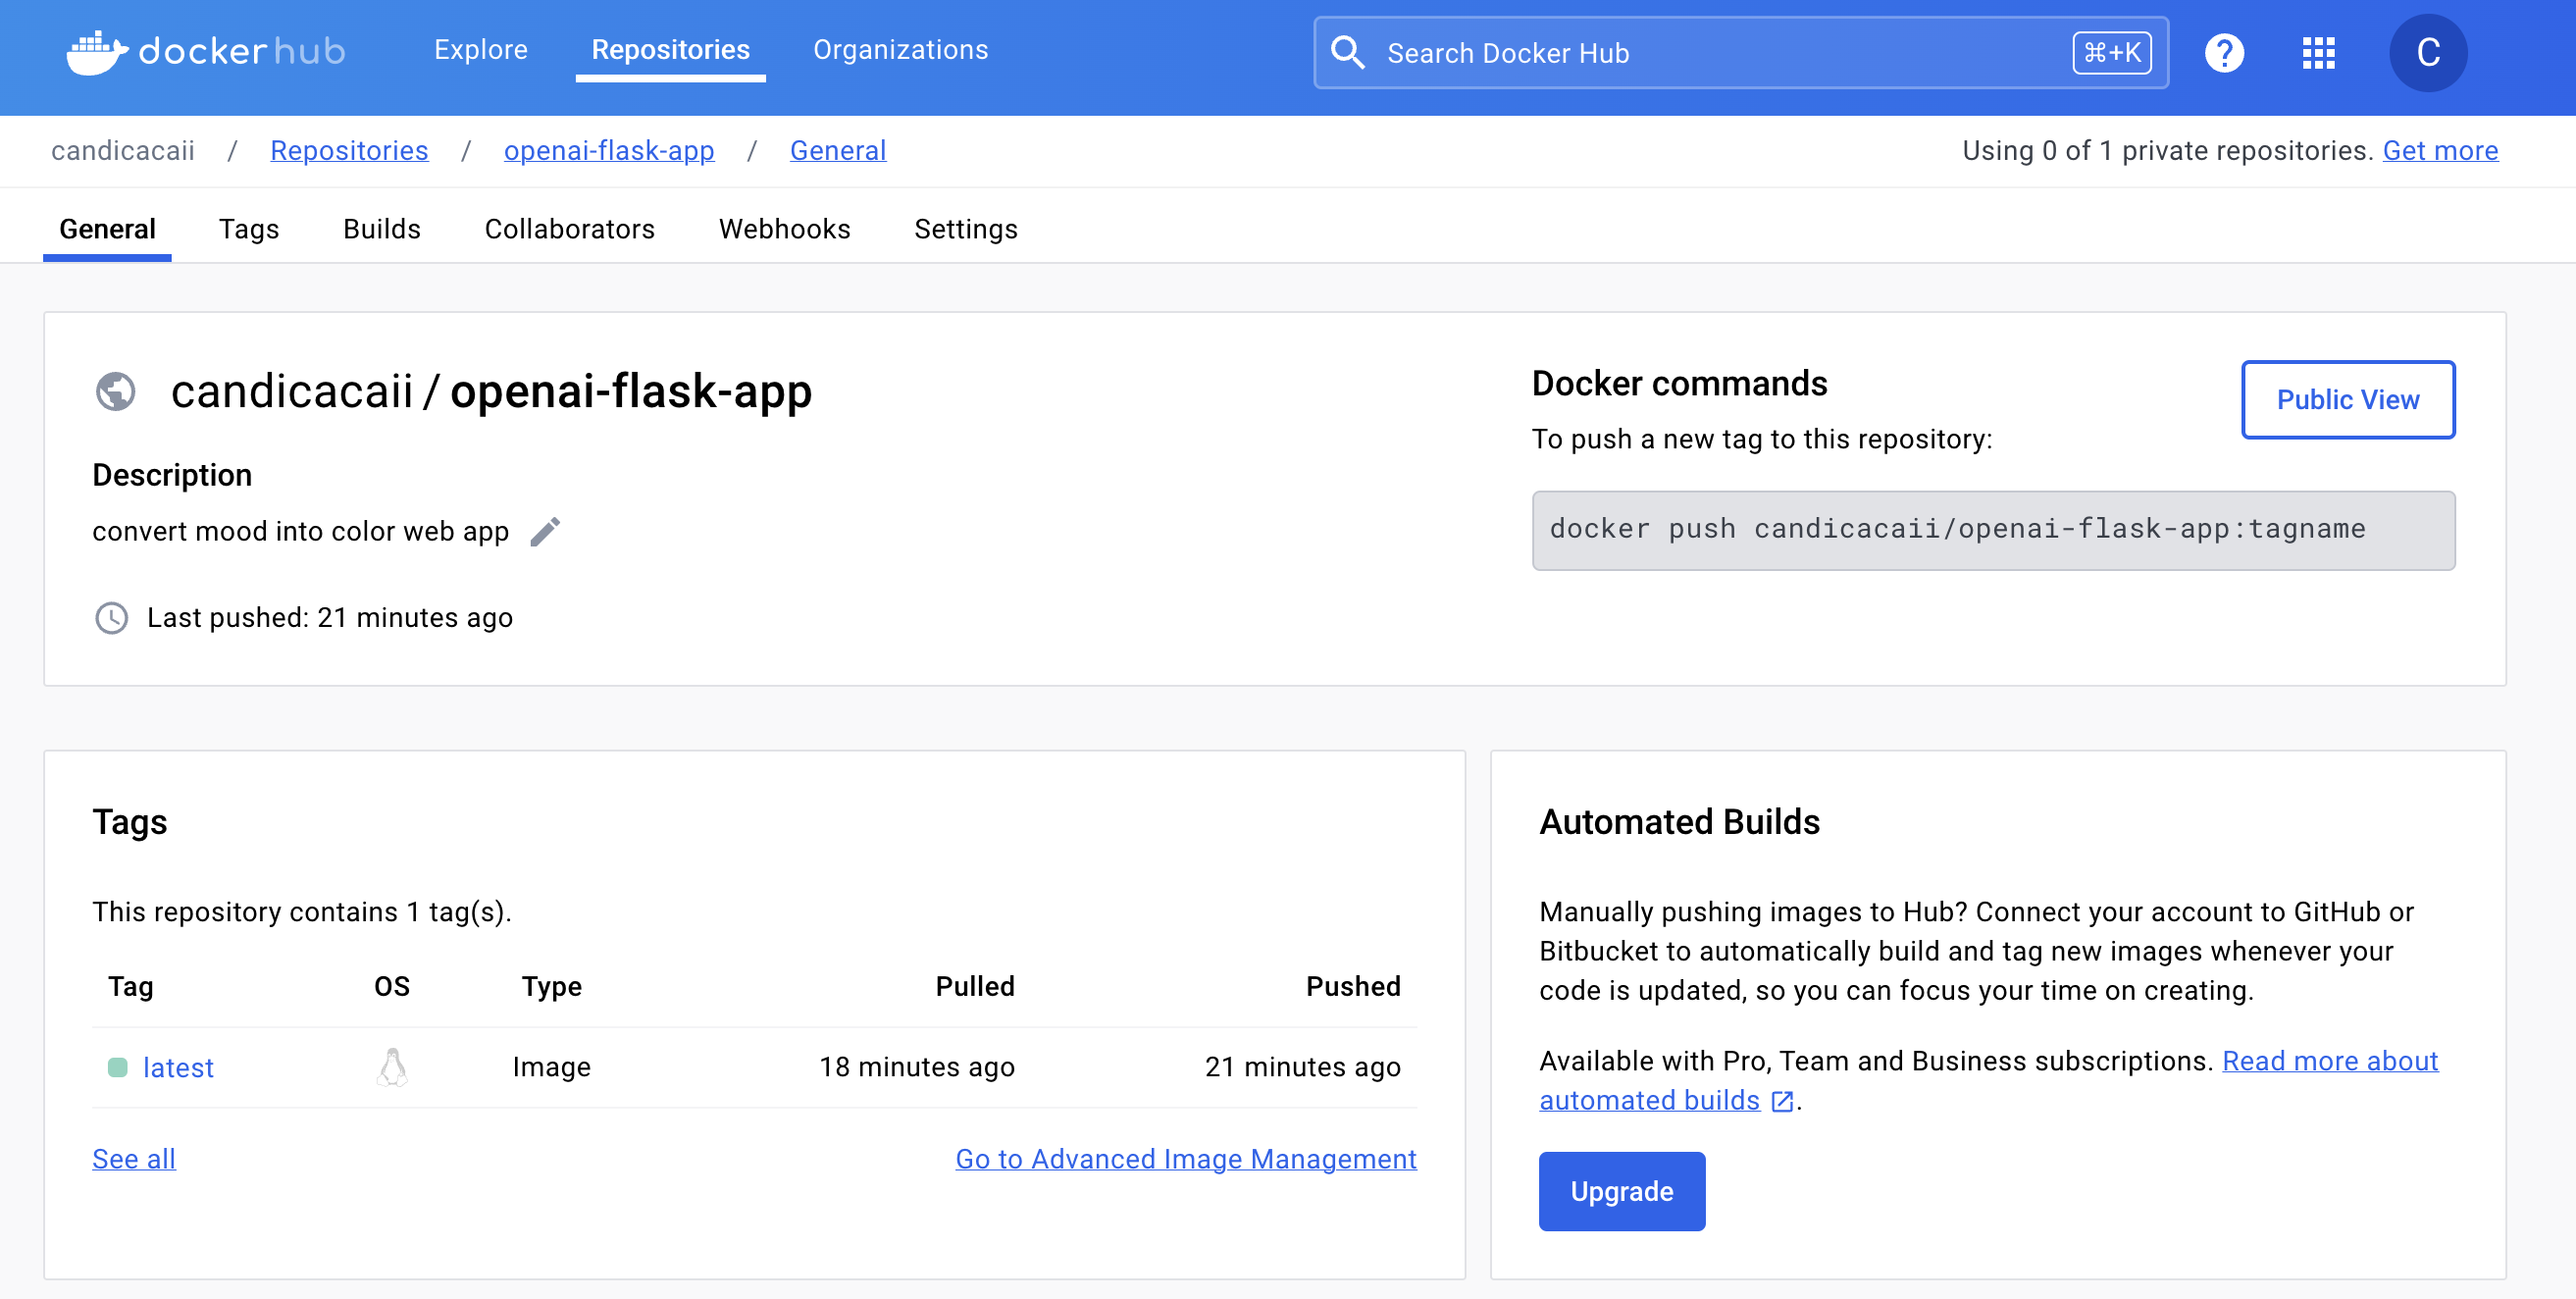 dockerhub
Explore
Repositories
Organizations
Search Docker Hub
⌘+K
?
C
candicacaii / Repositories / openai-flask-app / General
Using 0 of 1 private repositories. Get more
General
Tags
Builds
Collaborators
Webhooks
Settings
candicacaii / openai-flask-app
Description
convert mood into color web app
Last pushed: 21 minutes ago
Docker commands
Public View
To push a new tag to this repository:
docker push candicacaii/openai-flask-app:tagname
Tags
This repository contains 1 tag(s).
Tag OS Type Pulled Pushed
latest Image 18 minutes ago 21 minutes ago
See all
Go to Advanced Image Management
Automated Builds
Manually pushing images to Hub? Connect your account to GitHub or
Bitbucket to automatically build and tag new images whenever your
code is updated, so you can focus your time on creating.
Available with Pro, Team and Business subscriptions. Read more about
automated builds .
Upgrade